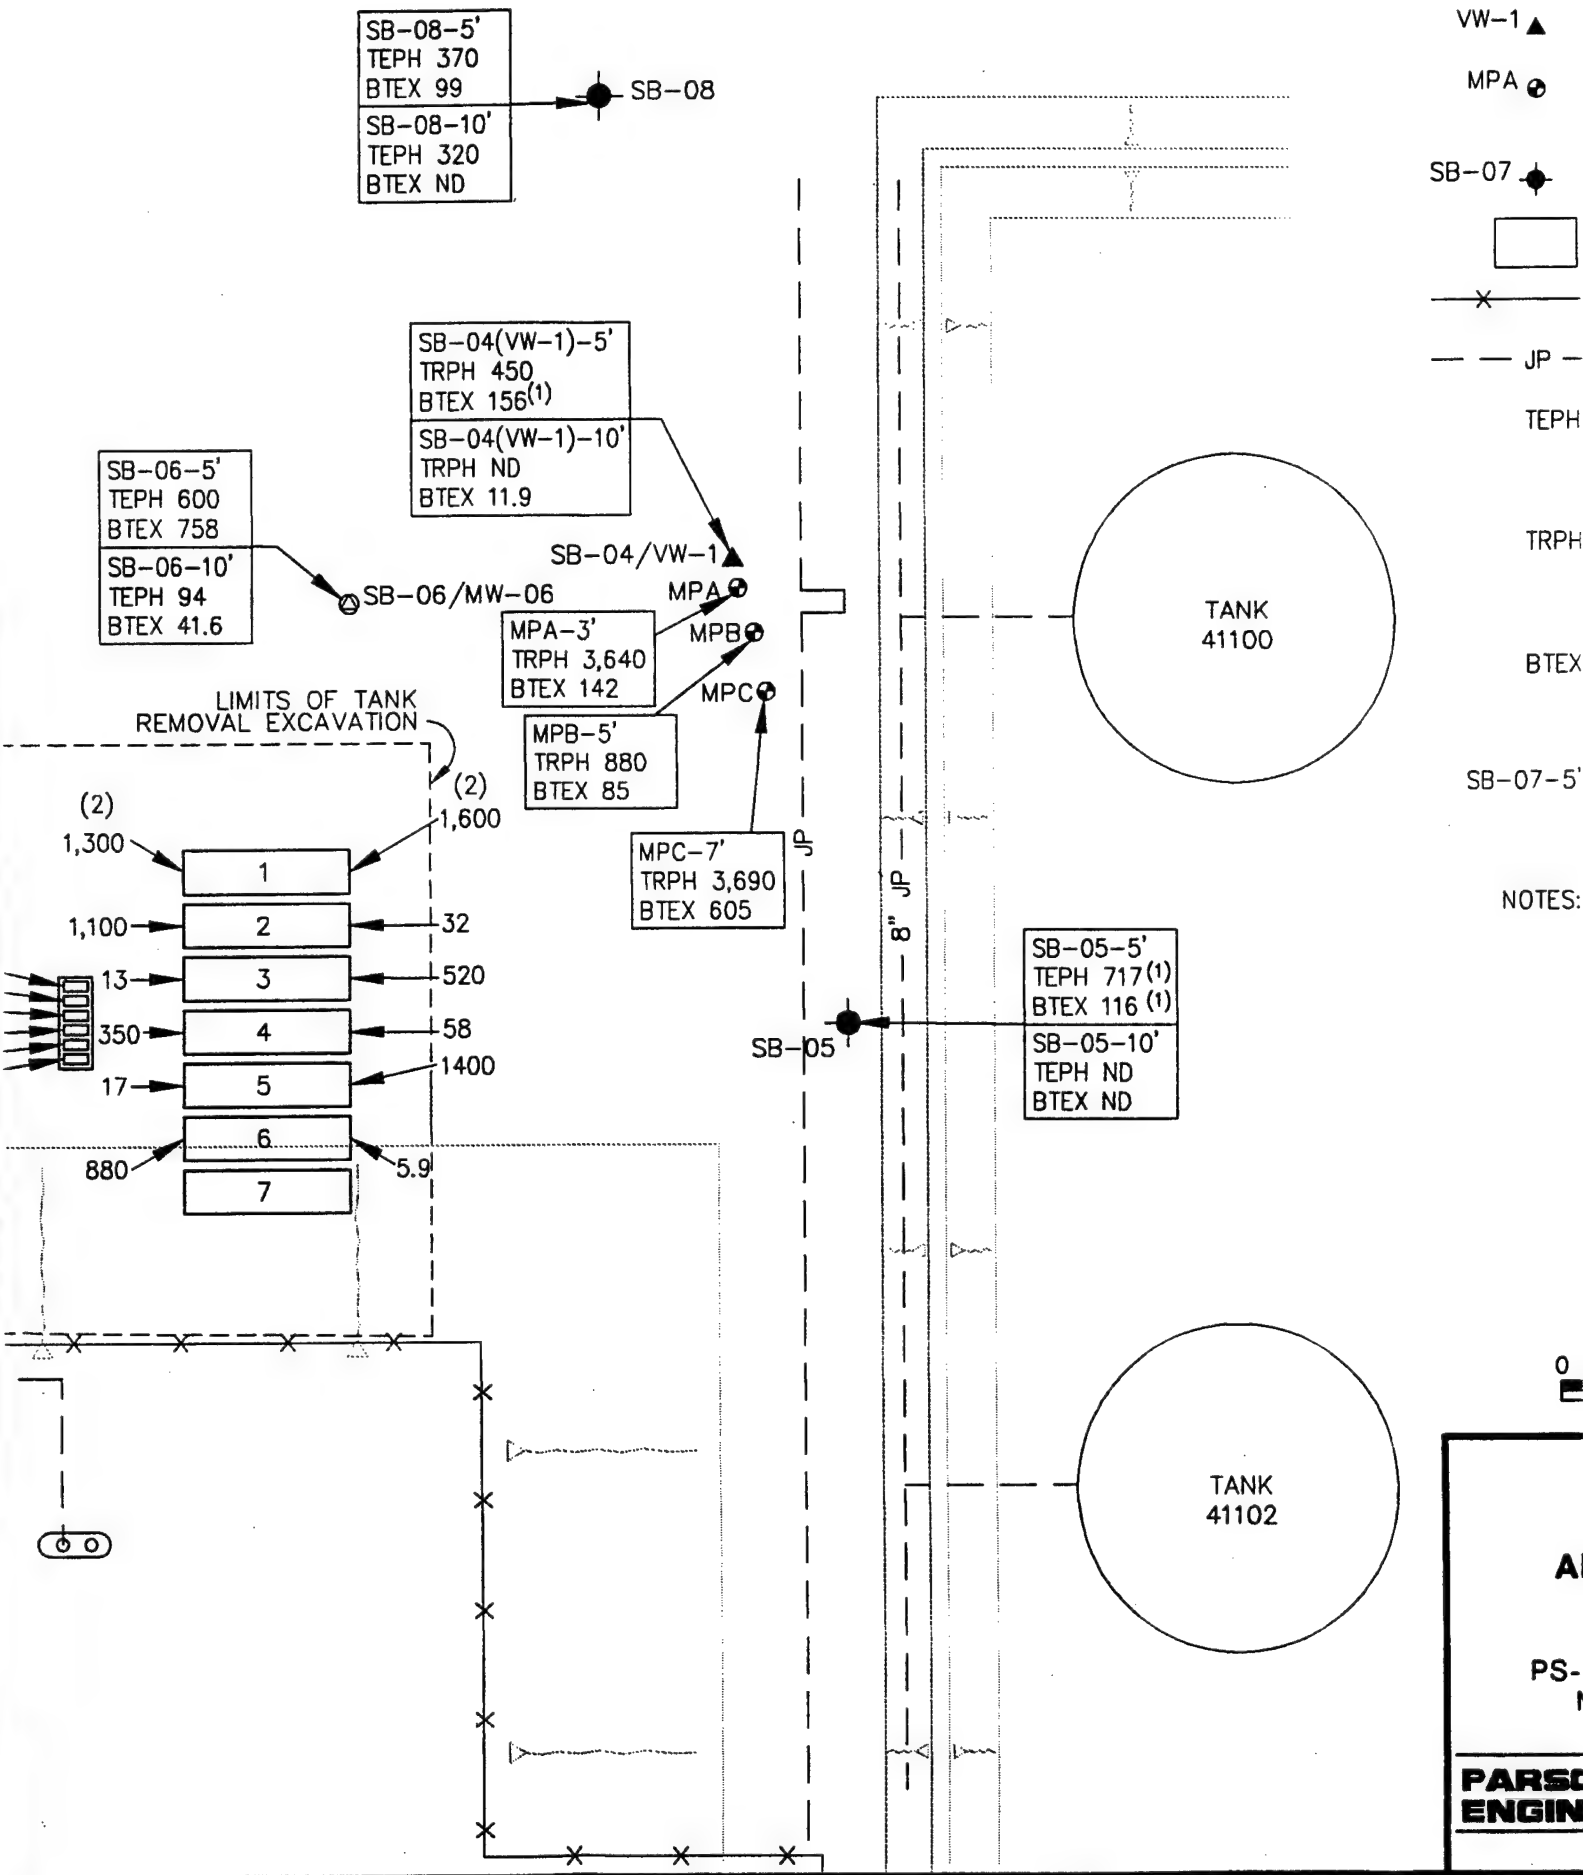 SB-08-5'
TEPH 370
BTEX 99
SB-08-10'
TEPH 320
BTEX ND
SB-08
VW-1
MPA
SB-07
JP
TEPH
TRPH
BTEX
SB-07-5'
NOTES:
SB-04(VW-1)-5'
TRPH 450
BTEX 156(1)
SB-04(VW-1)-10'
TRPH ND
BTEX 11.9
SB-06-5'
TEPH 600
BTEX 758
SB-06-10'
TEPH 94
BTEX 41.6
SB-06/MW-06
SB-04/VW-1
MPA
MPB
MPC
MPA-3'
TRPH 3,640
BTEX 142
MPB-5'
TRPH 880
BTEX 85
MPC-7'
TRPH 3,690
BTEX 605
TANK
41100
LIMITS OF TANK
REMOVAL EXCAVATION
(2)
1,300
(2)
1,600
1
1,100
2
32
13
3
520
350
4
58
17
5
1400
880
6
5.9
7
JP
8" JP
SB-05
SB-05-5'
TEPH 717(1)
BTEX 116 (1)
SB-05-10'
TEPH ND
BTEX ND
TANK
41102
0
PS-